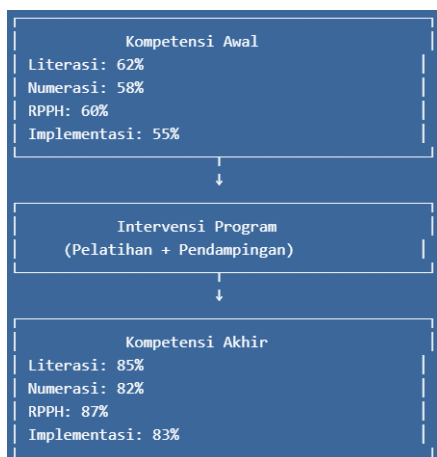 Kompetensi Awal
Literasi: 62%
Numerasi: 58%
RPPH: 60%
Implementasi: 55%
↓
Intervensi Program
(Pelatihan + Pendampingan)
↓
Kompetensi Akhir
Literasi: 85%
Numerasi: 82%
RPPH: 87%
Implementasi: 83%